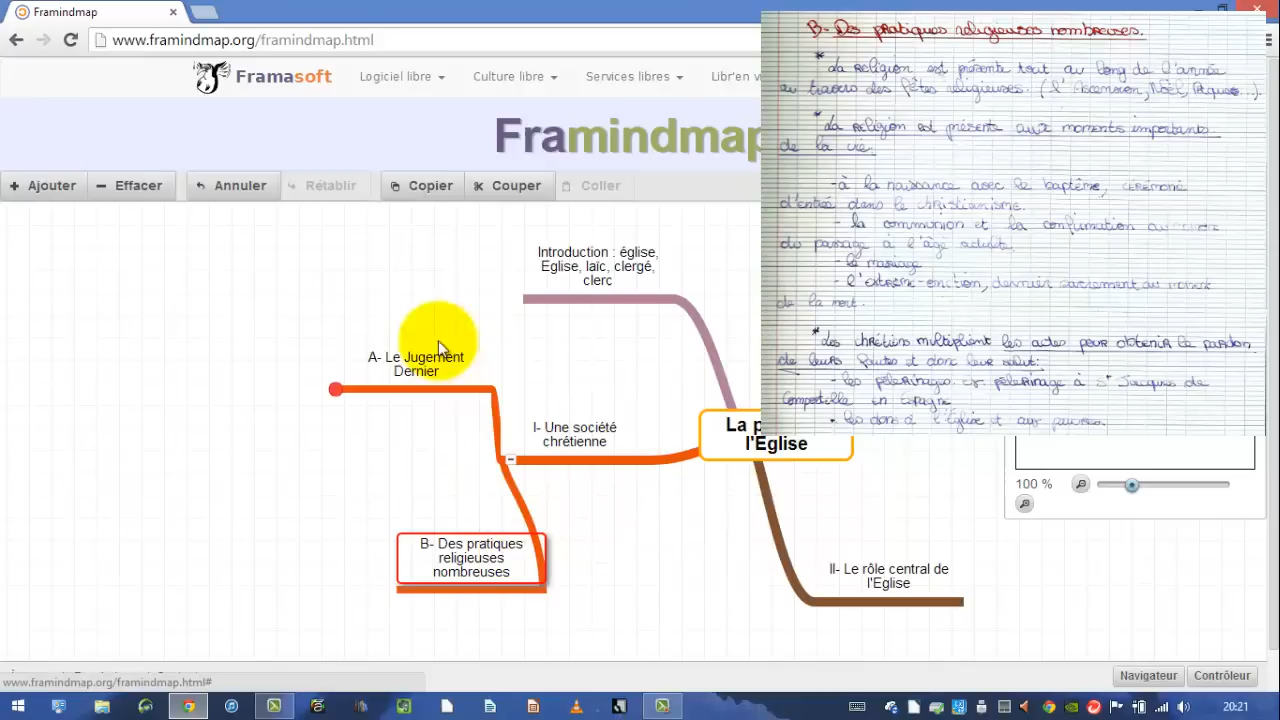 Framindmap
www.framindmap.org/framindmap.html
Framasoft
Logiciel libre
Culture libre
Services libres
Framindmap
Ajouter
Effacer
Annuler
Rétablir
Copier
Couper
Coller
B- Des pratiques religieuses nombreuses.
* La religion est présente tout au long de l'année
au travers des fêtes religieuses. (l'Ascension, Noël, Pâques...).
* La religion est présente aux moments importants
de la vie.
- à la naissance avec le baptême, cérémonie
d'entrée dans le christianisme.
- la communion et la confirmation au
du passage à l'âge adulte.
- le mariage
- l'extrême-onction, dernier sacrement au moment
de la mort.
* des chrétiens multiplient les actes pour obtenir le pardon
de leurs fautes et donc leur salut:
- les pèlerinages. pèlerinage à St Jacques de
Compostelle en Espagne
- les dons à l'Église et aux pauvres.
Introduction : église,
Eglise, laïc, clergé,
clerc
A- Le Jugement
Dernier
I- Une société
chrétienne
La
l'Eglise
B- Des pratiques
religieuses
nombreuses
II- Le rôle central de
l'Eglise
100 %
Navigateur
Contrôleur
www.framindmap.org/framindmap.html#
20:21